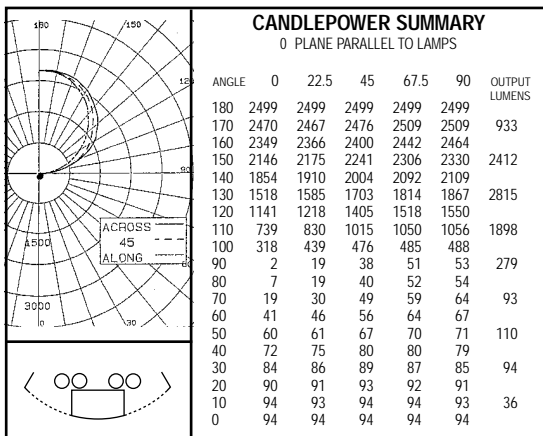 CANDLEPOWER SUMMARY
0 PLANE PARALLEL TO LAMPS
ANGLE 0 22.5 45 67.5 90 OUTPUT LUMENS
180 2499 2499 2499 2499 2499
170 2470 2467 2476 2509 2509 933
160 2349 2366 2400 2442 2464
150 2146 2175 2241 2306 2330 2412
140 1854 1910 2004 2092 2109
130 1518 1585 1703 1814 1867 2815
120 1141 1218 1405 1518 1550
110 739 830 1015 1050 1056 1898
100 318 439 476 485 488
90 2 19 38 51 53 279
80 7 19 40 52 54
70 19 30 49 59 64 93
60 41 46 56 64 67
50 60 61 67 70 71 110
40 72 75 80 80 79
30 84 86 89 87 85 94
20 90 91 93 92 91
10 94 93 94 94 93 36
0 94 94 94 94 94
180 150
90
ACROSS
45
ALONG
1500
3000
0 30